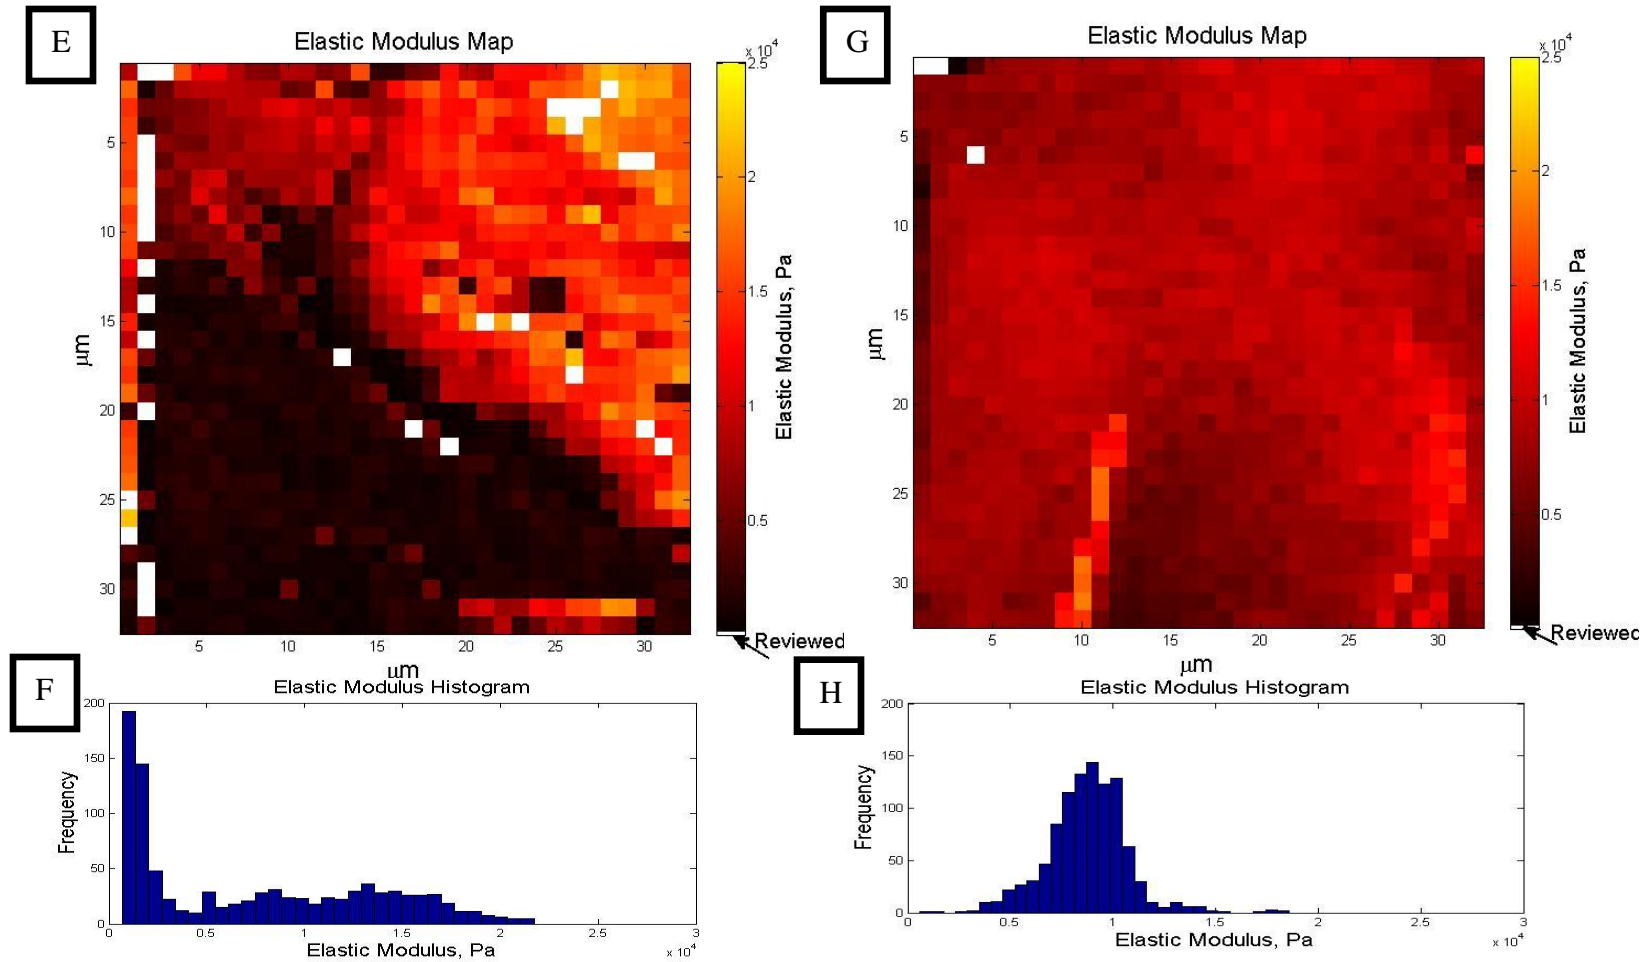 E
Elastic Modulus Map
x 10^4
2.5
2
1.5
1
0.5
Elastic Modulus, Pa
Reviewed
5
10
15
20
25
30
μm
5 10 15 20 25 30
μm
G
Elastic Modulus Map
x 10^4
2.5
2
1.5
1
0.5
Elastic Modulus, Pa
Reviewed
5
10
15
20
25
30
μm
5 10 15 20 25 30
μm
F
Elastic Modulus Histogram
200
150
100
50
0
Frequency
0 0.5 1 1.5 2 2.5 3
x 10^4
Elastic Modulus, Pa
H
Elastic Modulus Histogram
200
150
100
50
0
Frequency
0 0.5 1 1.5 2 2.5 3
x 10^4
Elastic Modulus, Pa